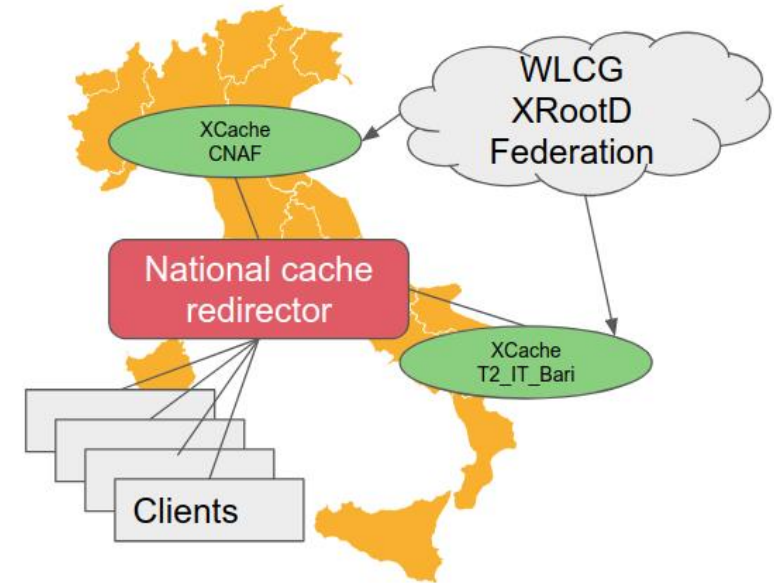 WLCG
XRootD
Federation
XCache
CNAF
National cache
redirector
XCache
T2_IT_Bari
Clients